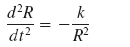 d²R/dt² = − k/R²